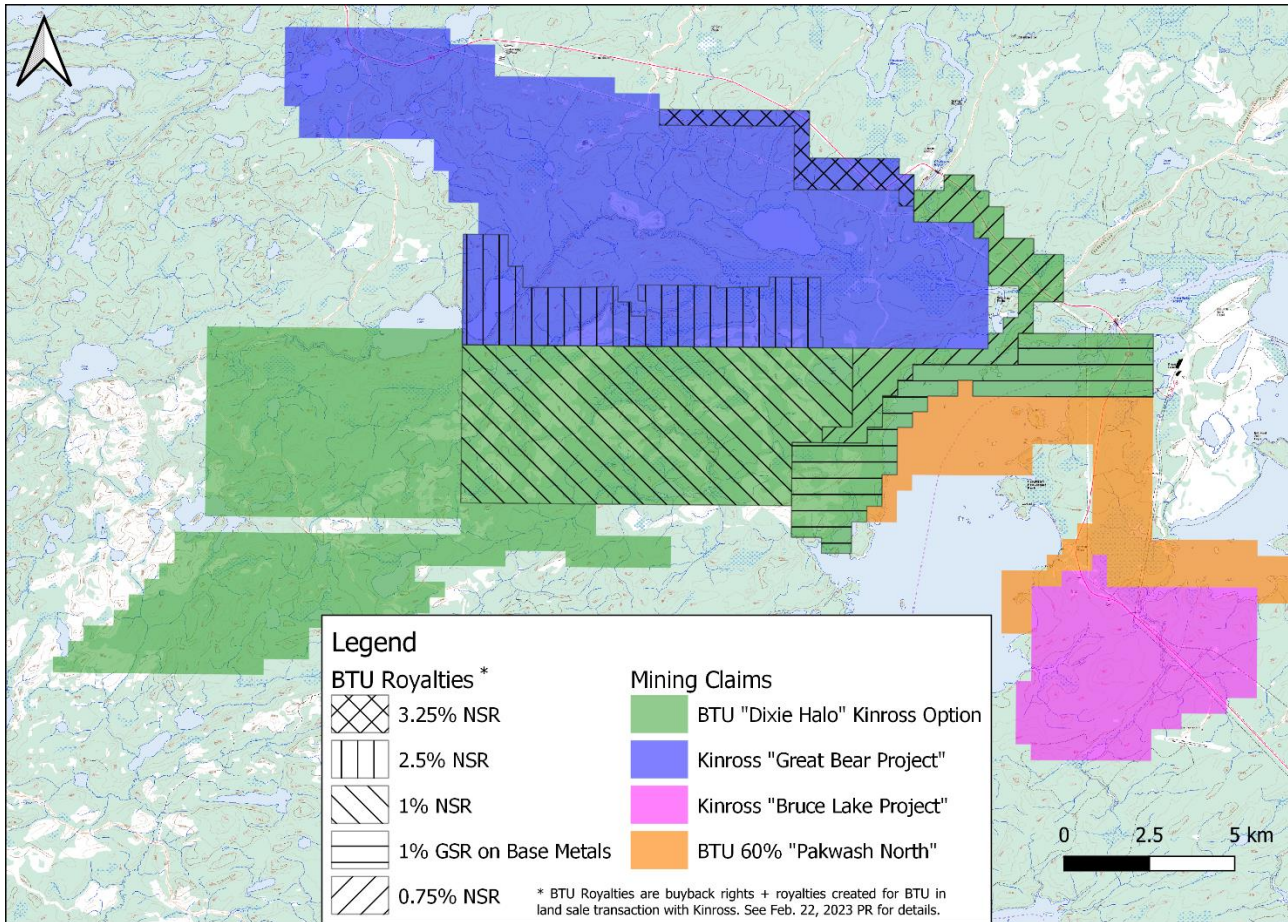 Legend
BTU Royalties *
3.25% NSR
2.5% NSR
1% NSR
1% GSR on Base Metals
0.75% NSR
Mining Claims
BTU "Dixie Halo" Kinross Option
Kinross "Great Bear Project"
Kinross "Bruce Lake Project"
BTU 60% "Pakwash North"
* BTU Royalties are buyback rights + royalties created for BTU in
land sale transaction with Kinross. See Feb. 22, 2023 PR for details.
0 2.5 5 km